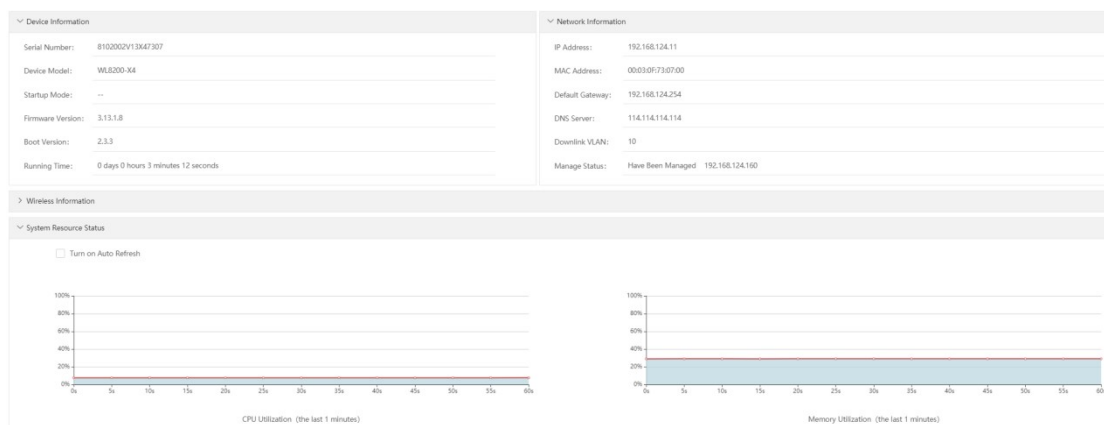 Device Information
Serial Number: 8102002V13X47307
Device Model: WL8200-X4
Startup Mode: --
Firmware Version: 3.13.1.8
Boot Version: 2.3.3
Running Time: 0 days 0 hours 3 minutes 12 seconds
Network Information
IP Address: 192.168.124.11
MAC Address: 00:03:0F:73:07:00
Default Gateway: 192.168.124.254
DNS Server: 114.114.114.114
Downlink VLAN: 10
Manage Status: Have Been Managed 192.168.124.160
Wireless Information
System Resource Status
Turn on Auto Refresh
100%
80%
60%
40%
20%
0%
0s 5s 10s 15s 20s 25s 30s 35s 40s 45s 50s 55s 60s
CPU Utilization (the last 1 minutes)
100%
80%
60%
40%
20%
0%
0s 5s 10s 15s 20s 25s 30s 35s 40s 45s 50s 55s
Memory Utilization (the last 1 minutes)